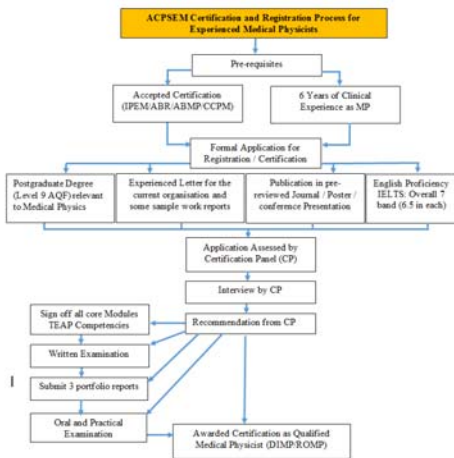 ACPSEM Certification and Registration Process for
Experienced Medical Physicists
Pre-requisites
Accepted Certification
(IPEM/ABR/ABMP/CCPM)
6 Years of Clinical
Experience as MP
Formal Application for
Registration / Certification
Postgraduate Degree
(Level 9 AQF) relevant
to Medical Physics
Experienced Letter for the
current organisation and
some sample work reports
Publication in pre-
reviewed Journal / Poster /
conference Presentation
English Proficiency
IELTS: Overall 7
band (6.5 in each)
Application Assessed by
Certification Panel (CP)
Interview by CP
Sign off all core Modules
TEAP Competencies
Recommendation from CP
Written Examination
Submit 3 portfolio reports
Oral and Practical
Examination
Awarded Certification as Qualified
Medical Physicist (DIMP/ROMP)